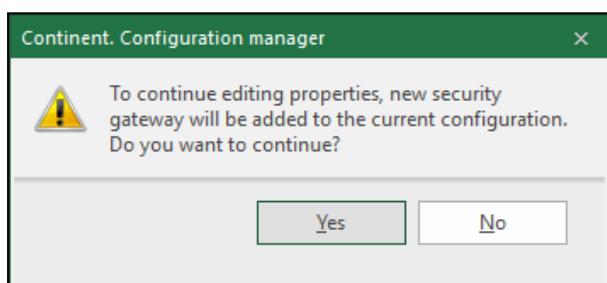 Continent. Configuration manager
To continue editing properties, new security
gateway will be added to the current configuration.
Do you want to continue?
Yes
No